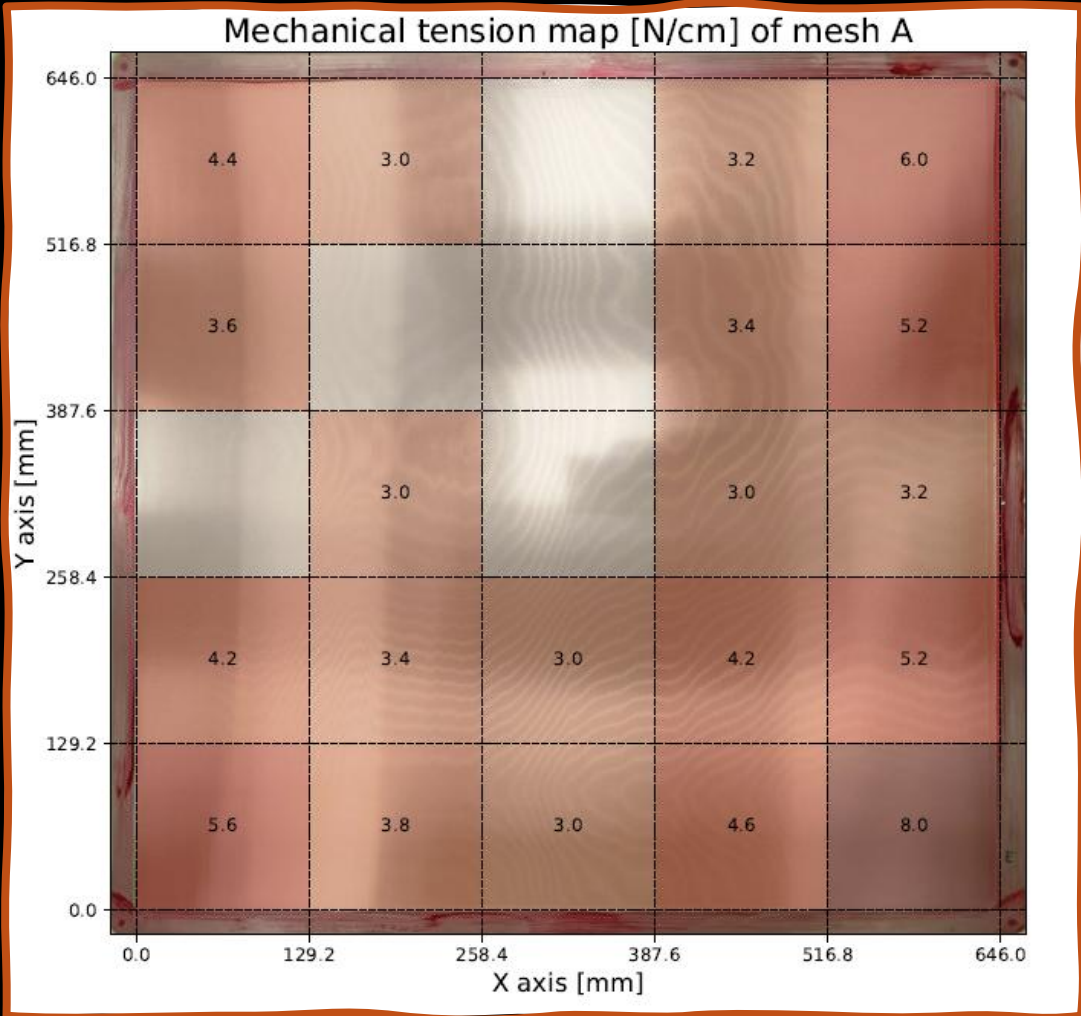 Mechanical tension map [N/cm] of mesh A
646.0
4.4 3.0 3.2 6.0
516.8
3.6 3.4 5.2
387.6
3.0 3.0 3.2
258.4
4.2 3.4 3.0 4.2 5.2
129.2
5.6 3.8 3.0 4.6 8.0
E
0.0
0.0 129.2 258.4 387.6 516.8 646.0
X axis [mm]
Y axis [mm]